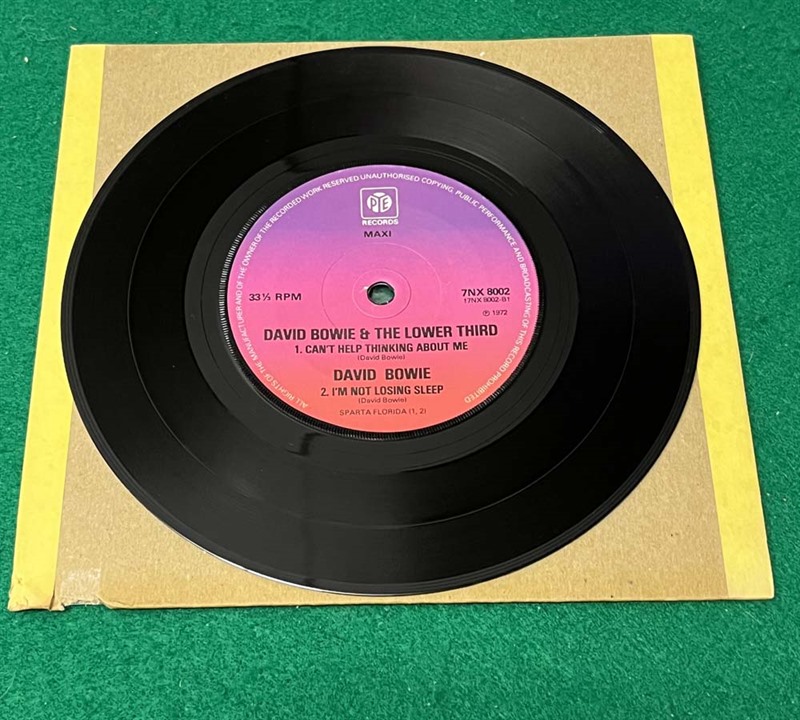 ALL RIGHTS OF THE MANUFACTURER AND OF THE OWNER OF THE RECORDED WORK RESERVED UNAUTHORISED COPYING, PUBLIC PERFORMANCE AND BROADCASTING OF THIS RECORD PROHIBITED
PYE
RECORDS
MAXI
33⅓ RPM
7NX 8002
17NX 8002-B1
Ⓟ 1972
DAVID BOWIE & THE LOWER THIRD
1. CAN'T HELP THINKING ABOUT ME
(David Bowie)
DAVID BOWIE
2. I'M NOT LOSING SLEEP
(David Bowie)
SPARTA FLORIDA (1, 2)